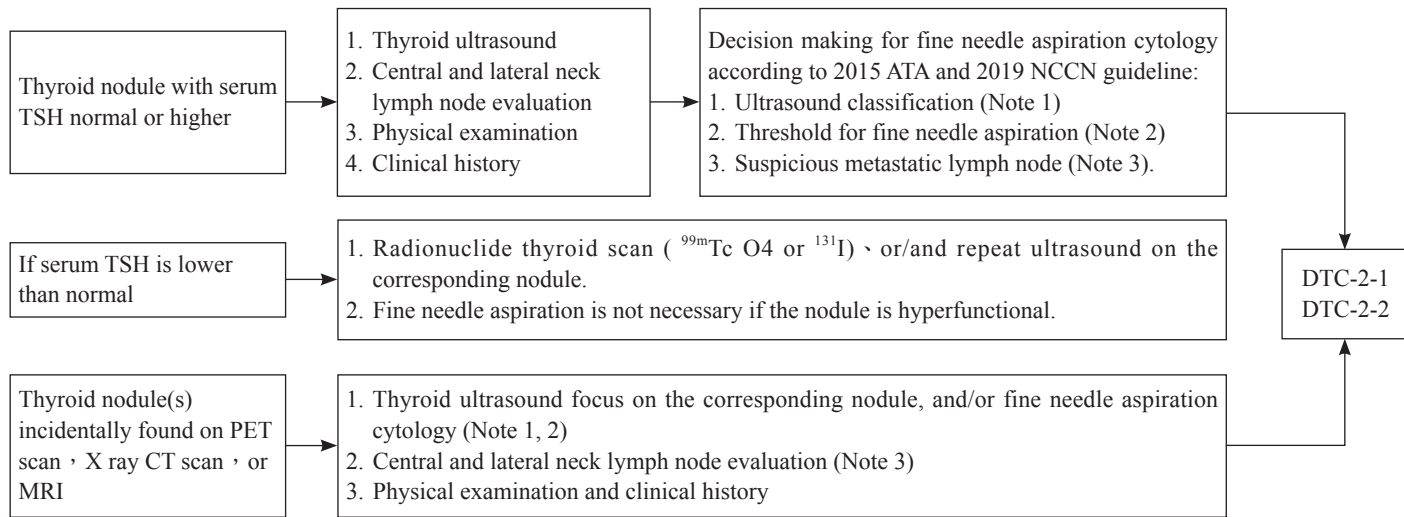 Thyroid nodule with serum
TSH normal or higher
1. Thyroid ultrasound
2. Central and lateral neck
lymph node evaluation
3. Physical examination
4. Clinical history
Decision making for fine needle aspiration cytology
according to 2015 ATA and 2019 NCCN guideline:
1. Ultrasound classification (Note 1)
2. Threshold for fine needle aspiration (Note 2)
3. Suspicious metastatic lymph node (Note 3).
If serum TSH is lower
than normal
1. Radionuclide thyroid scan ( ⁹⁹ᵐTc O4 or ¹³¹I)、or/and repeat ultrasound on the
corresponding nodule.
2. Fine needle aspiration is not necessary if the nodule is hyperfunctional.
DTC-2-1
DTC-2-2
Thyroid nodule(s)
incidentally found on PET
scan，X ray CT scan，or
MRI
1. Thyroid ultrasound focus on the corresponding nodule, and/or fine needle aspiration
cytology (Note 1, 2)
2. Central and lateral neck lymph node evaluation (Note 3)
3. Physical examination and clinical history